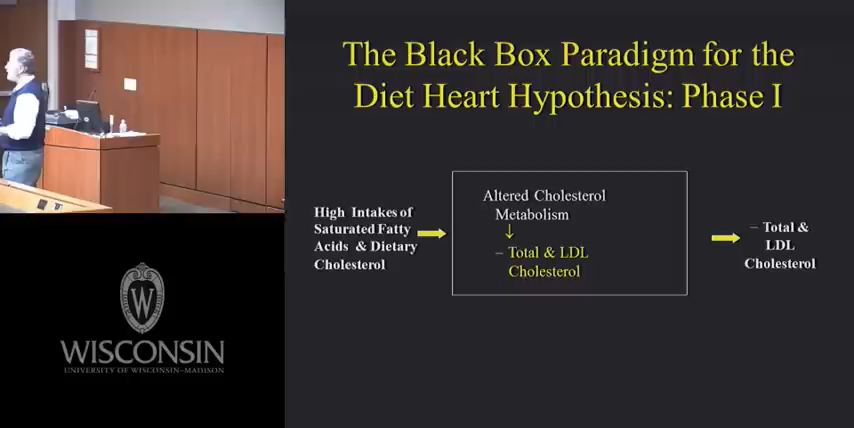 The Black Box Paradigm for the
Diet Heart Hypothesis: Phase I
High Intakes of
Saturated Fatty
Acids & Dietary
Cholesterol
Altered Cholesterol
Metabolism
↓
– Total & LDL
Cholesterol
– Total &
LDL
Cholesterol
W
WISCONSIN
UNIVERSITY OF WISCONSIN–MADISON